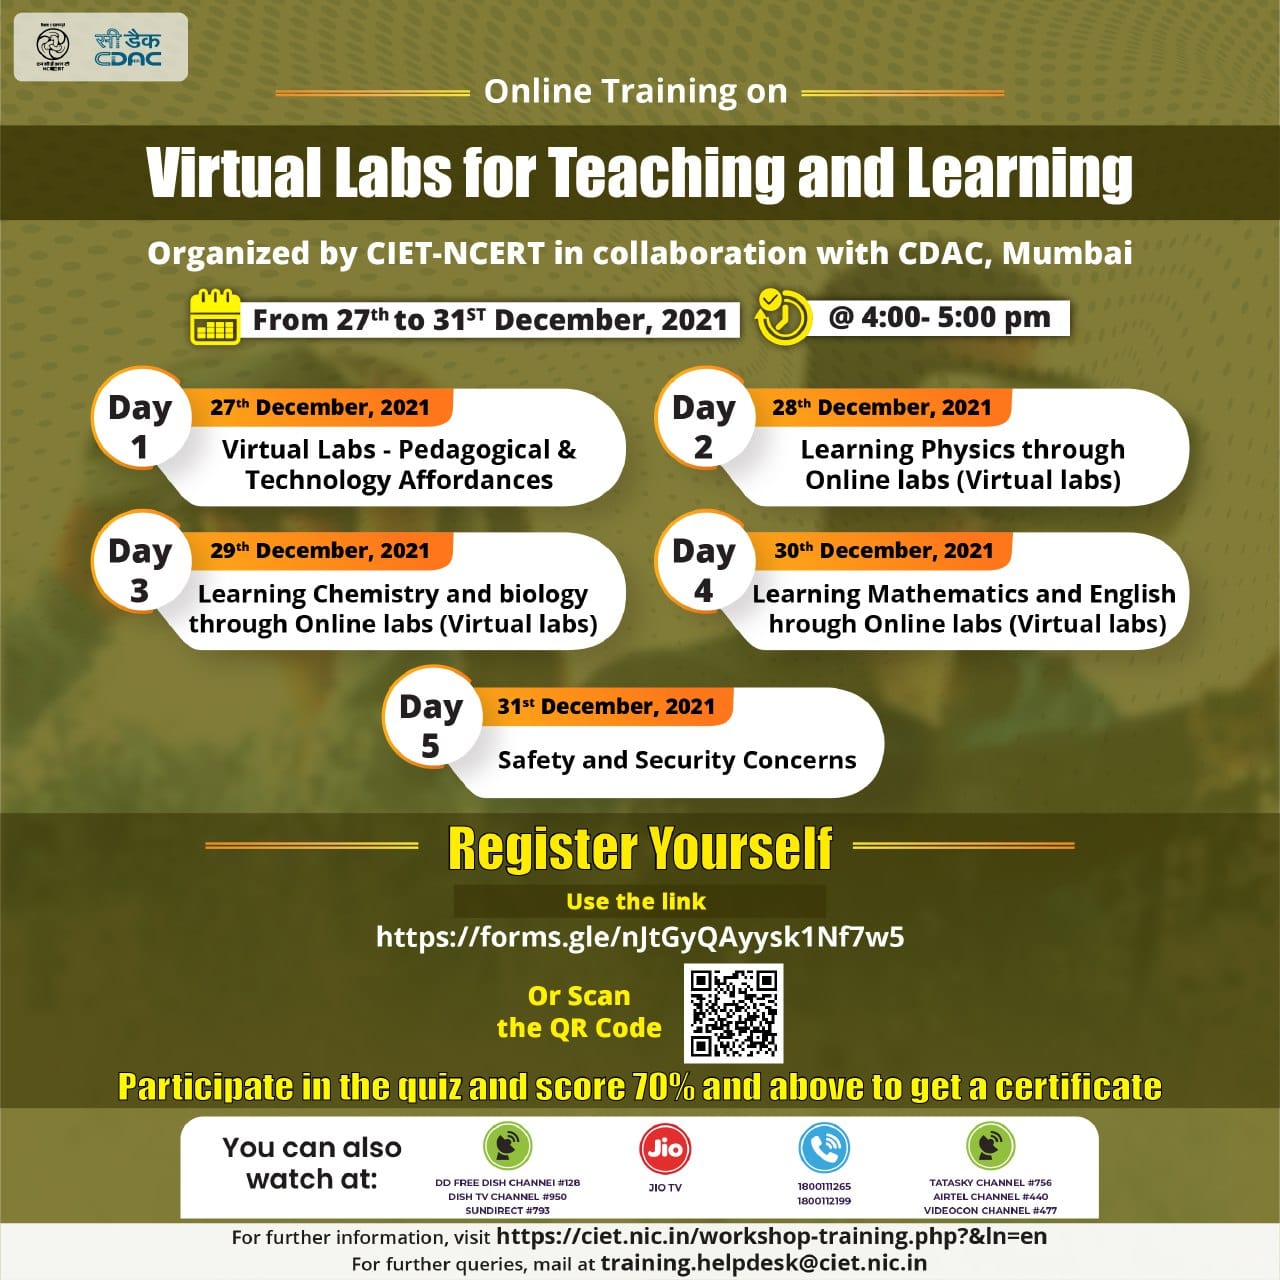 NCERT
सी डैक
CDAC
Online Training on
Virtual Labs for Teaching and Learning
Organized by CIET-NCERT in collaboration with CDAC, Mumbai
From 27th to 31ST December, 2021
@ 4:00- 5:00 pm
Day 1
27th December, 2021
Virtual Labs - Pedagogical &
Technology Affordances
Day 2
28th December, 2021
Learning Physics through
Online labs (Virtual labs)
Day 3
29th December, 2021
Learning Chemistry and biology
through Online labs (Virtual labs)
Day 4
30th December, 2021
Learning Mathematics and English
hrough Online labs (Virtual labs)
Day 5
31st December, 2021
Safety and Security Concerns
Register Yourself
Use the link
https://forms.gle/nJtGyQAyysk1Nf7w5
Or Scan
the QR Code
Participate in the quiz and score 70% and above to get a certificate
You can also
watch at:
DD FREE DISH CHANNEl #128
DISH TV CHANNEL #950
SUNDIRECT #793
Jio
JIO TV
1800111265
1800112199
TATASKY CHANNEL #756
AIRTEL CHANNEL #440
VIDEOCON CHANNEL #477
For further information, visit https://ciet.nic.in/workshop-training.php?&ln=en
For further queries, mail at training.helpdesk@ciet.nic.in